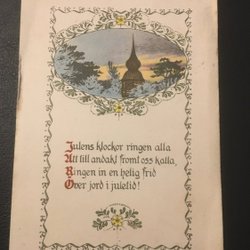 Julens klockor ringen alla
Att till andakt fromt oss kalla,
Ringen in en helig frid
Över jord i juletid!